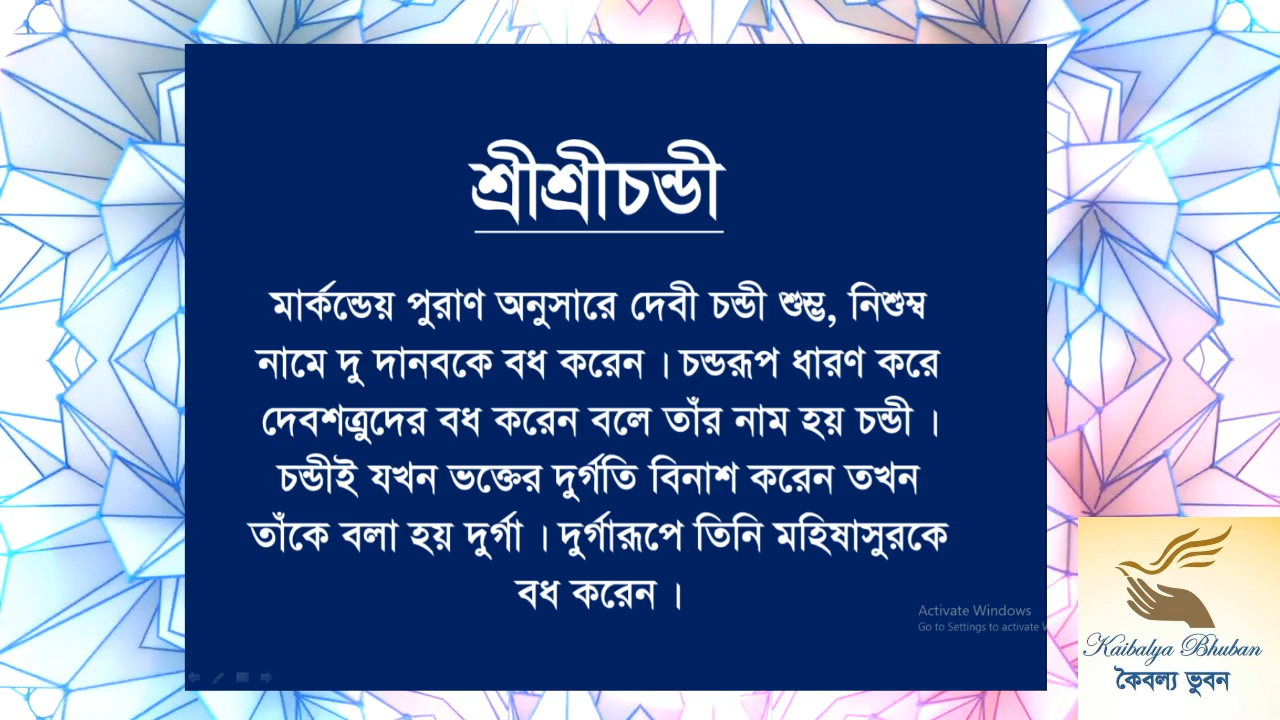 শ্রীশ্রীচন্ডী
মার্কন্ডেয় পুরাণ অনুসারে দেবী চন্ডী শুম্ভ, নিশুম্ব
নামে দু দানবকে বধ করেন । চন্ডরূপ ধারণ করে
দেবশত্রুদের বধ করেন বলে তাঁর নাম হয় চন্ডী ।
চন্ডীই যখন ভক্তের দুর্গতি বিনাশ করেন তখন
তাঁকে বলা হয় দুর্গা । দুর্গারূপে তিনি মহিষাসুরকে
বধ করেন ।
Activate Windows
Go to Settings to activate W
Kaibalya Bhuban
কৈবল্য ভুবন